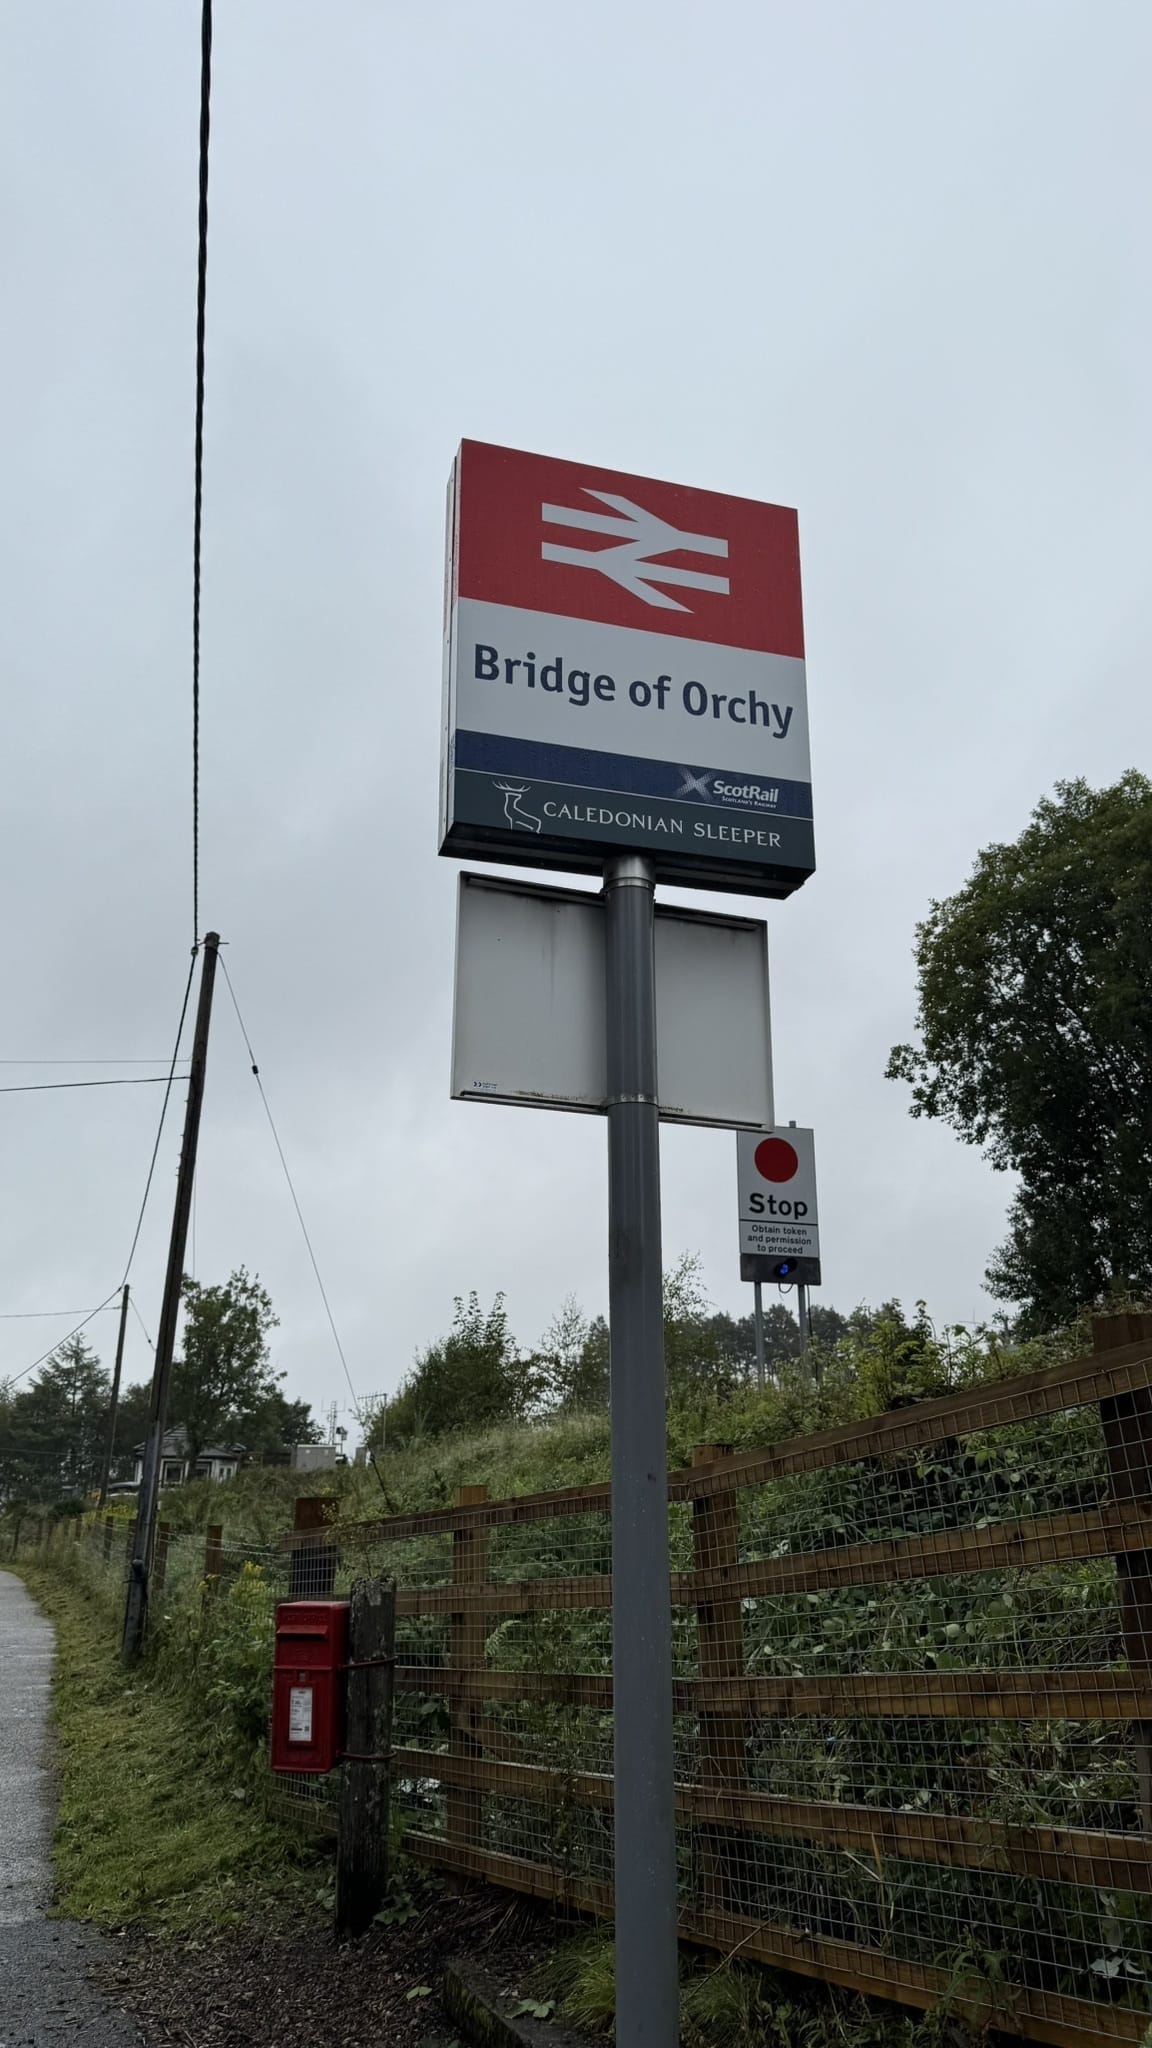 Bridge of Orchy
ScotRail
SCOTLAND'S RAILWAY
CALEDONIAN SLEEPER
Stop
Obtain token
and permission
to proceed